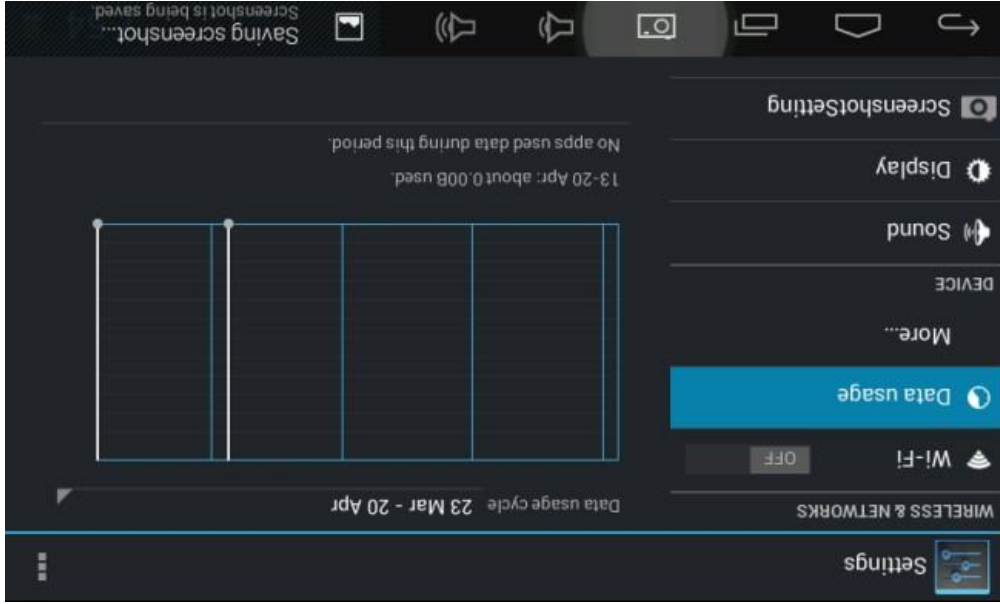 Settings
WIRELESS & NETWORKS
Wi-Fi
OFF
Data usage
More...
DEVICE
Sound
Display
ScreenshotSetting
Data usage cycle 23 Mar - 20 Apr
13-20 Apr: about 0.00B used.
No apps used data during this period.
Saving screenshot...
Screenshot is being saved.